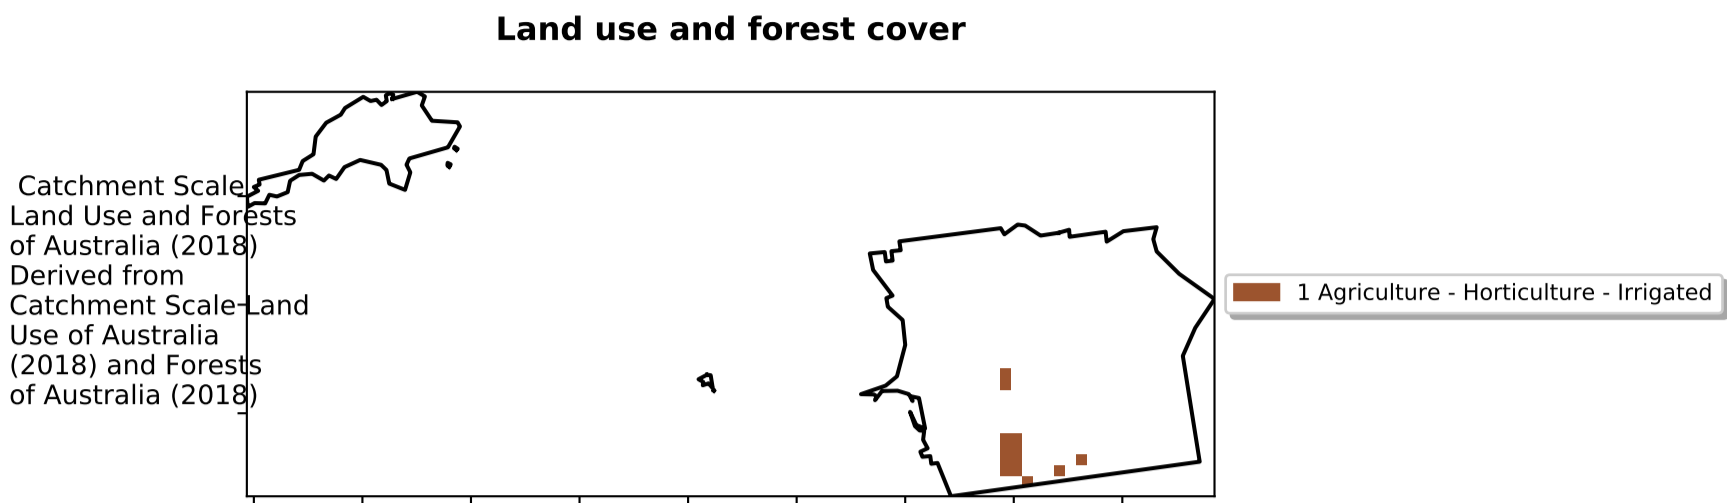 Land use and forest cover
Catchment Scale
Land Use and Forests
of Australia (2018)
Derived from
Catchment Scale Land
Use of Australia
(2018) and Forests
of Australia (2018)
1 Agriculture - Horticulture - Irrigated